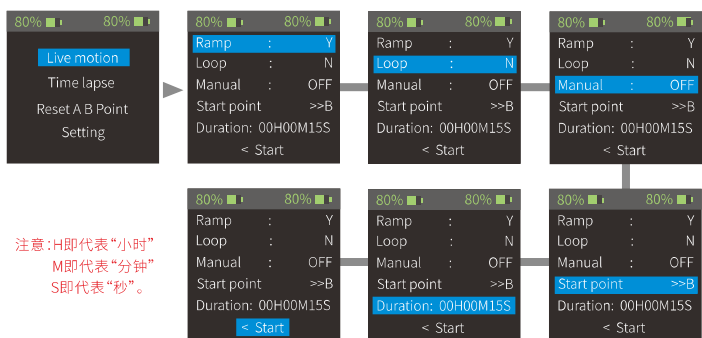 80% 80%
Live motion
Time lapse
Reset A B Point
Setting
80% 80%
Ramp : Y
Loop : N
Manual : OFF
Start point >>B
Duration: 00H00M15S
< Start
80% 80%
Ramp : Y
Loop : N
Manual : OFF
Start point >>B
Duration: 00H00M15S
< Start
80% 80%
Ramp : Y
Loop : N
Manual : OFF
Start point >>B
Duration: 00H00M15S
< Start
80% 80%
Ramp : Y
Loop : N
Manual : OFF
Start point >>B
Duration: 00H00M15S
< Start
80% 80%
Ramp : Y
Loop : N
Manual : OFF
Start point >>B
Duration: 00H00M15S
< Start
80% 80%
Ramp : Y
Loop : N
Manual : OFF
Start point >>B
Duration: 00H00M15S
< Start
注意:H即代表“小时”
M即代表“分钟”
S即代表“秒”。